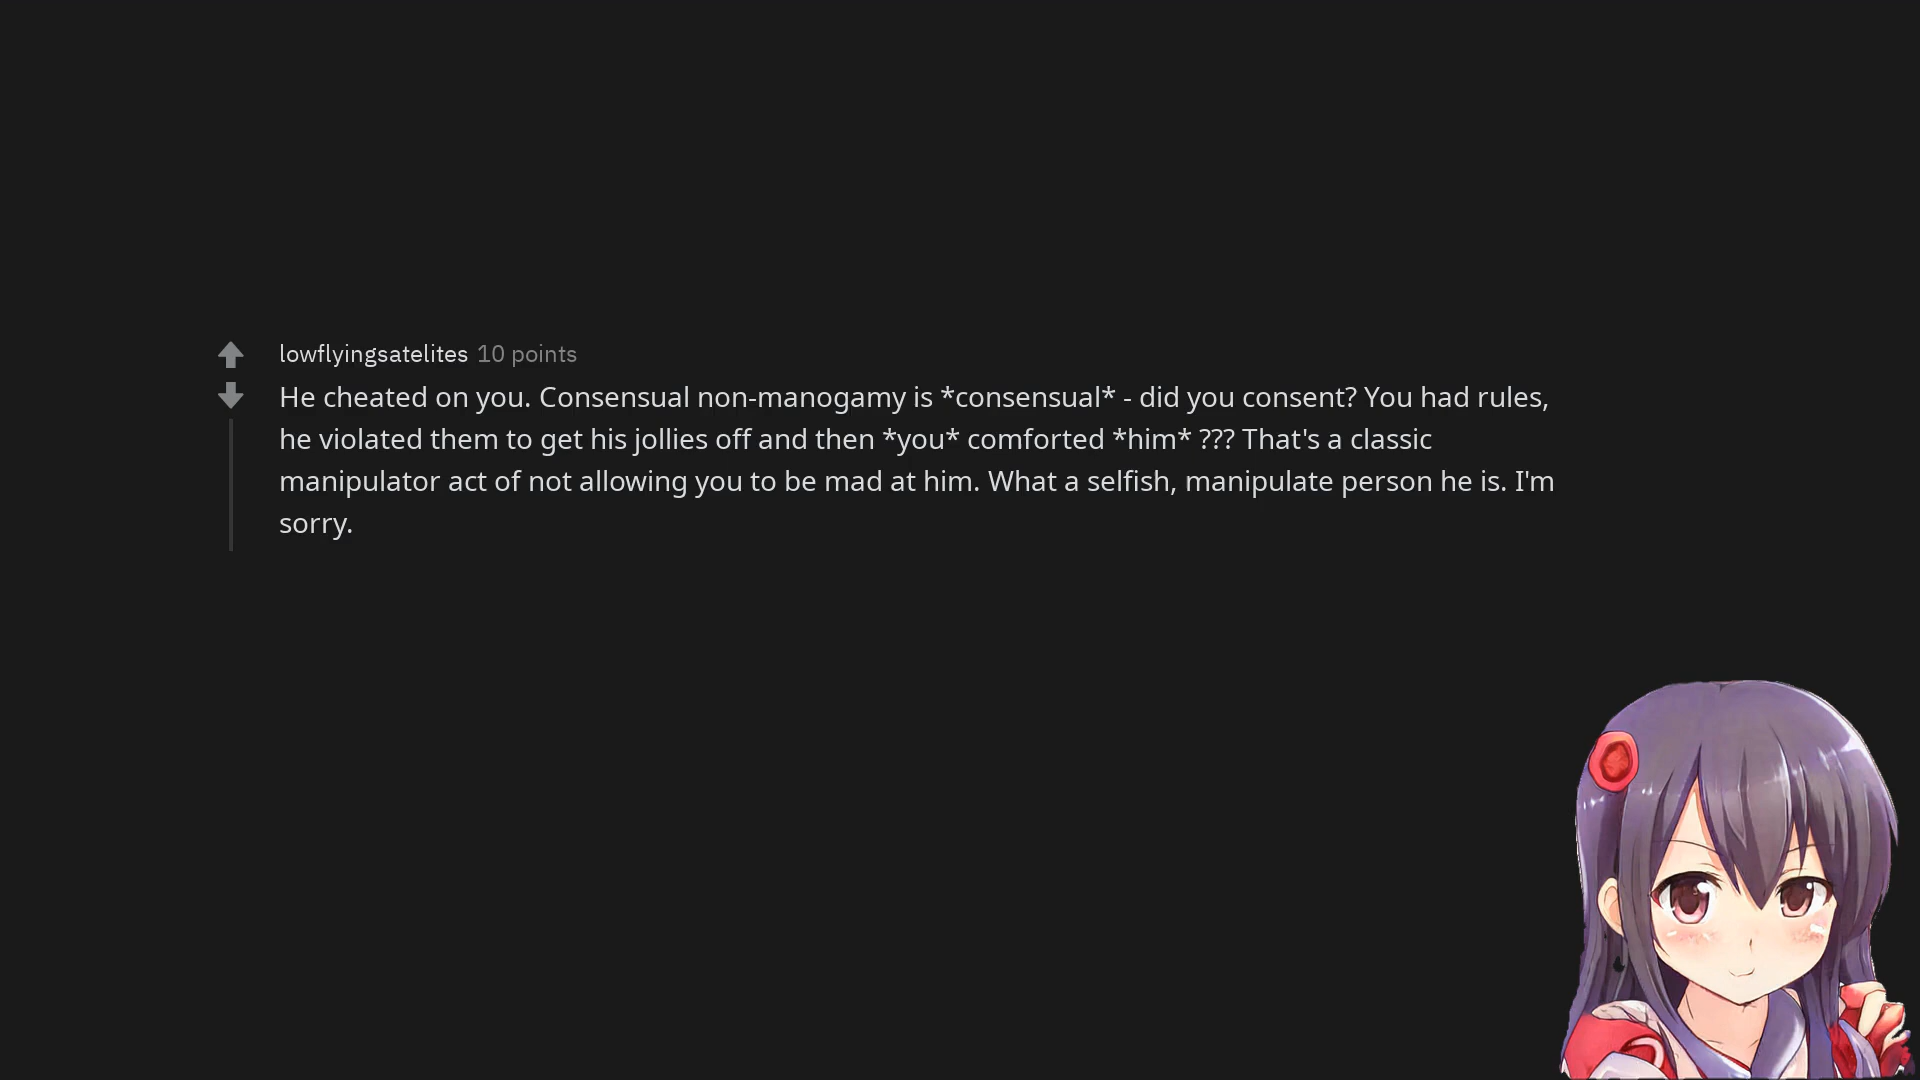 lowflyingsatelites 10 points
He cheated on you. Consensual non-manogamy is *consensual* - did you consent? You had rules,
he violated them to get his jollies off and then *you* comforted *him* ??? That's a classic
manipulator act of not allowing you to be mad at him. What a selfish, manipulate person he is. I'm
sorry.